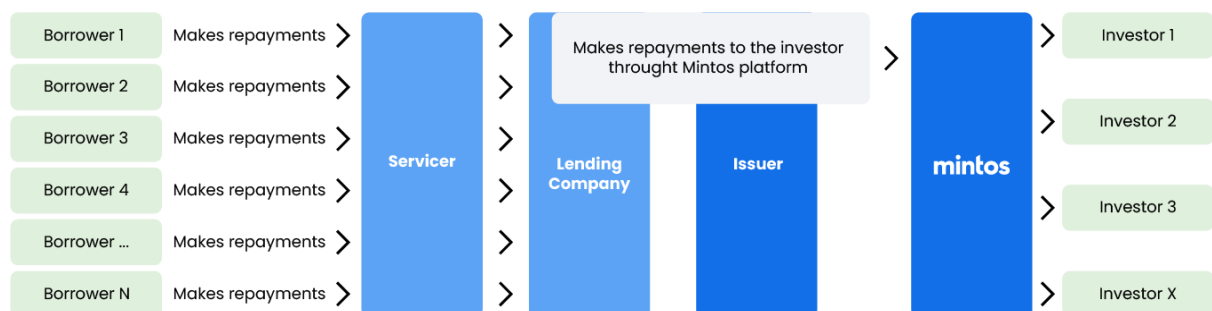 Borrower 1 Makes repayments
Borrower 2 Makes repayments
Borrower 3 Makes repayments
Borrower 4 Makes repayments
Borrower ... Makes repayments
Borrower N Makes repayments
Servicer
Lending
Company
Makes repayments to the investor
throught Mintos platform
Issuer
mintos
Investor 1
Investor 2
Investor 3
Investor X